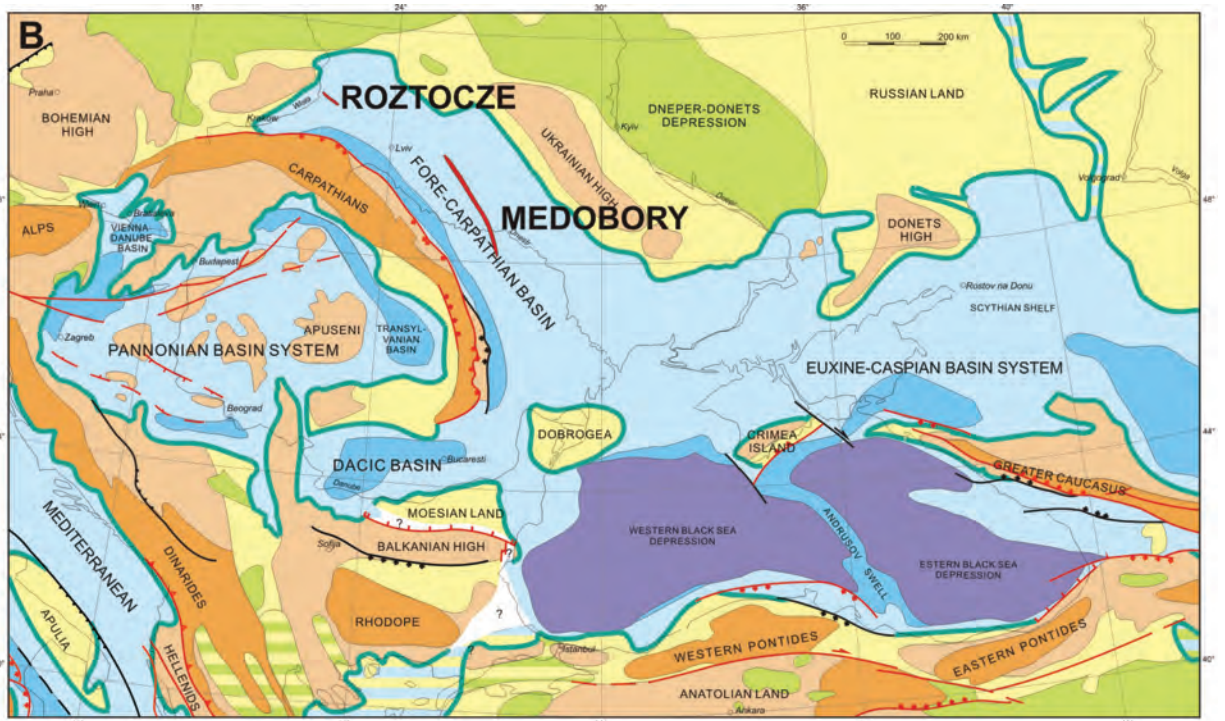 18°
24°
30°
36°
40°
B
0 100 200 km
Praha
BOHEMIAN
HIGH
ROZTOCZE
Wisła
Kraków
Lviv
UKRAINIAN HIGH
Kyiv
DNEPER-DONETS
DEPRESSION
RUSSIAN LAND
Volgograd
Volga
48°
CARPATHIANS
FORE-CARPATHIAN BASIN
MEDOBORY
Dnestr
DONETS
HIGH
ALPS
Bratislava
VIENNA-
DANUBE
BASIN
Budapest
Rostov na Donu
SCYTHIAN SHELF
Zagreb
APUSENI
PANNONIAN BASIN SYSTEM
TRANSYL-
VANIAN
BASIN
EUXINE-CASPIAN BASIN SYSTEM
Beograd
DOBROGEA
CRIMEA
ISLAND
44°
DACIC BASIN
Bucaresti
Danube
GREATER CAUCASUS
MOESIAN LAND
?
Sofija
BALKANIAN HIGH
?
MEDITERRANEAN
DINARIDES
WESTERN BLACK SEA
DEPRESSION
ANDRUSOV
SWELL
ESTERN BLACK SEA
DEPRESSION
APULIA
RHODOPE
?
?
Istanbul
WESTERN PONTIDES
EASTERN PONTIDES
40°
HELLENIDS
ANATOLIAN LAND
Ankara